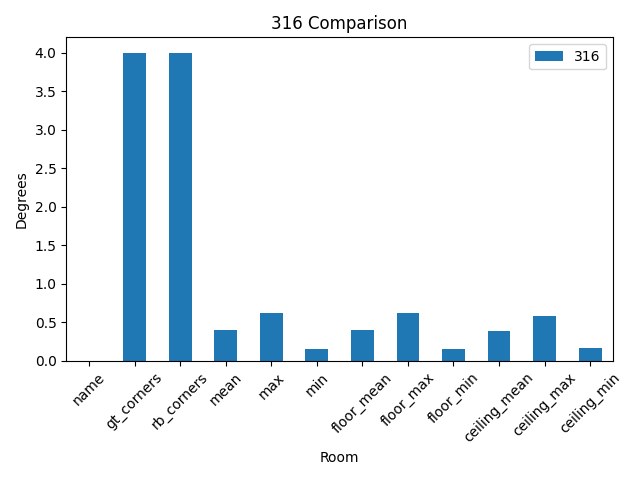 316 Comparison
316
Degrees
4.0
3.5
3.0
2.5
2.0
1.5
1.0
0.5
0.0
name
gt_corners
rb_corners
mean
max
min
floor_mean
floor_max
floor_min
ceiling_mean
ceiling_max
ceiling_min
Room